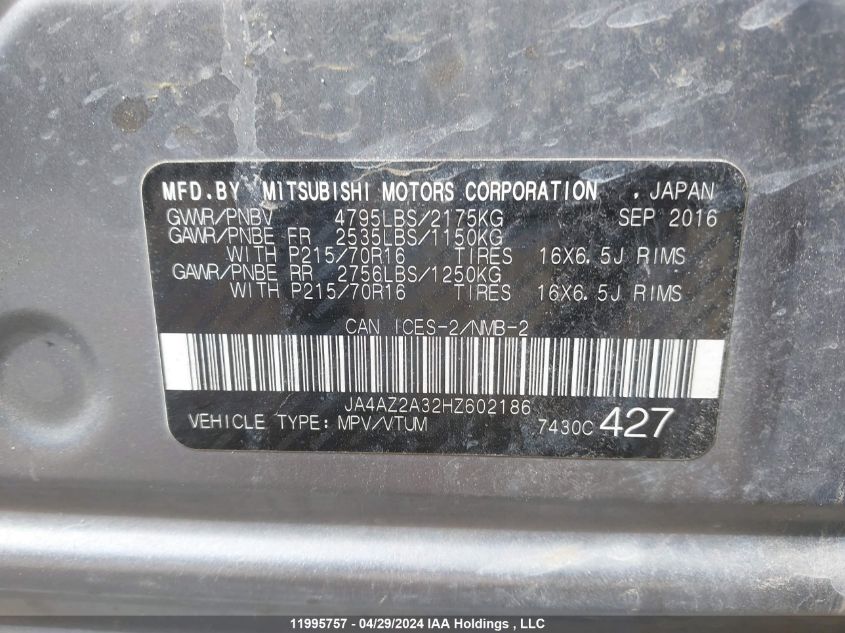 MFD.BY MITSUBISHI MOTORS CORPORATION , JAPAN
GVWR/PNBV 4795LBS/2175KG SEP 2016
GAWR/PNBE FR 2535LBS/1150KG
WITH P215/70R16 TIRES 16X6.5J RIMS
GAWR/PNBE RR 2756LBS/1250KG
WITH P215/70R16 TIRES 16X6.5J RIMS
CAN ICES-2/NMB-2
JA4AZ2A32HZ602186
VEHICLE TYPE:MPV/VTUM 7430C 427
11995757 - 04/29/2024 IAA Holdings , LLC